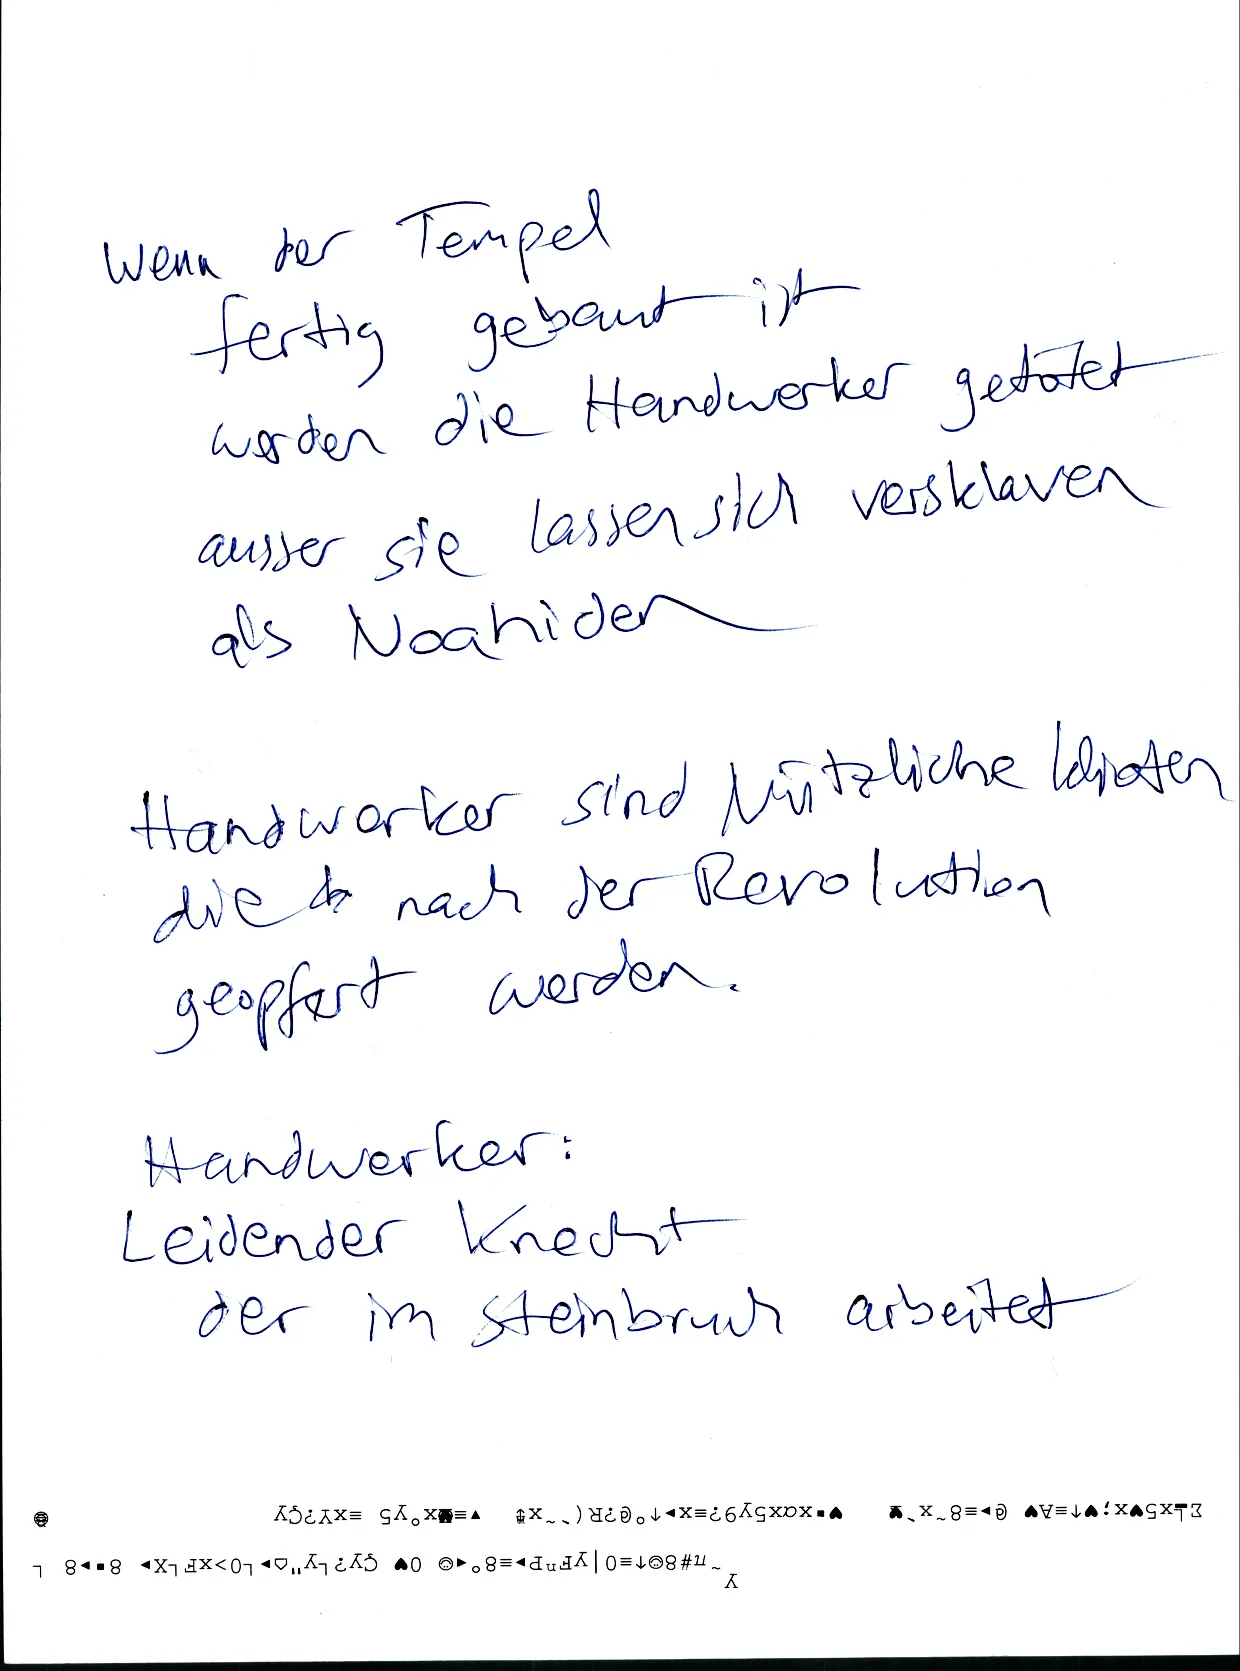 Wenn der Tempel
fertig gebaut ist
werden die Handwerker getötet
ausser sie lassen sich versklaven
als Noahiden
Handwerker sind Nützliche Idioten
die nach der Revolution
geopfert werden.
Handwerker:
Leidender Knecht
der im Steinbruch arbeitet